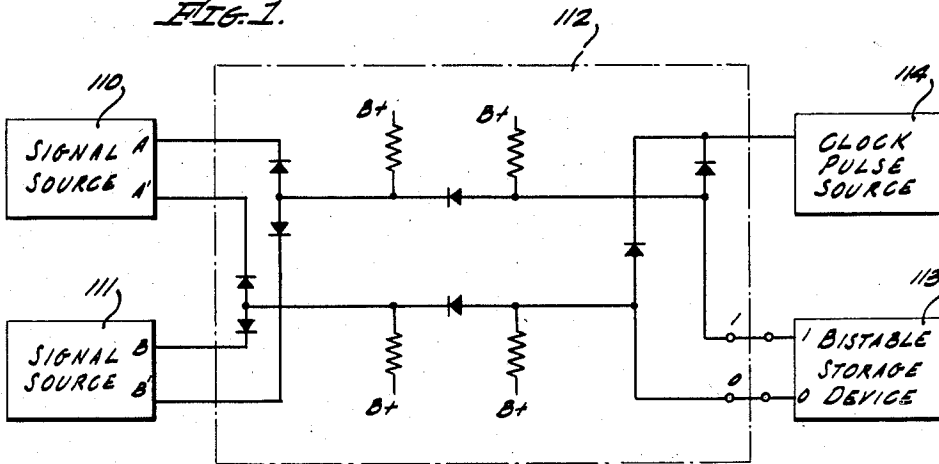 FIG. 1.
112
110
SIGNAL A
SOURCE A'
111
SIGNAL B
SOURCE B'
B+
B+
B+
B+
114
CLOCK
PULSE
SOURCE
113
1
0
1 BISTABLE
STORAGE
0 DEVICE